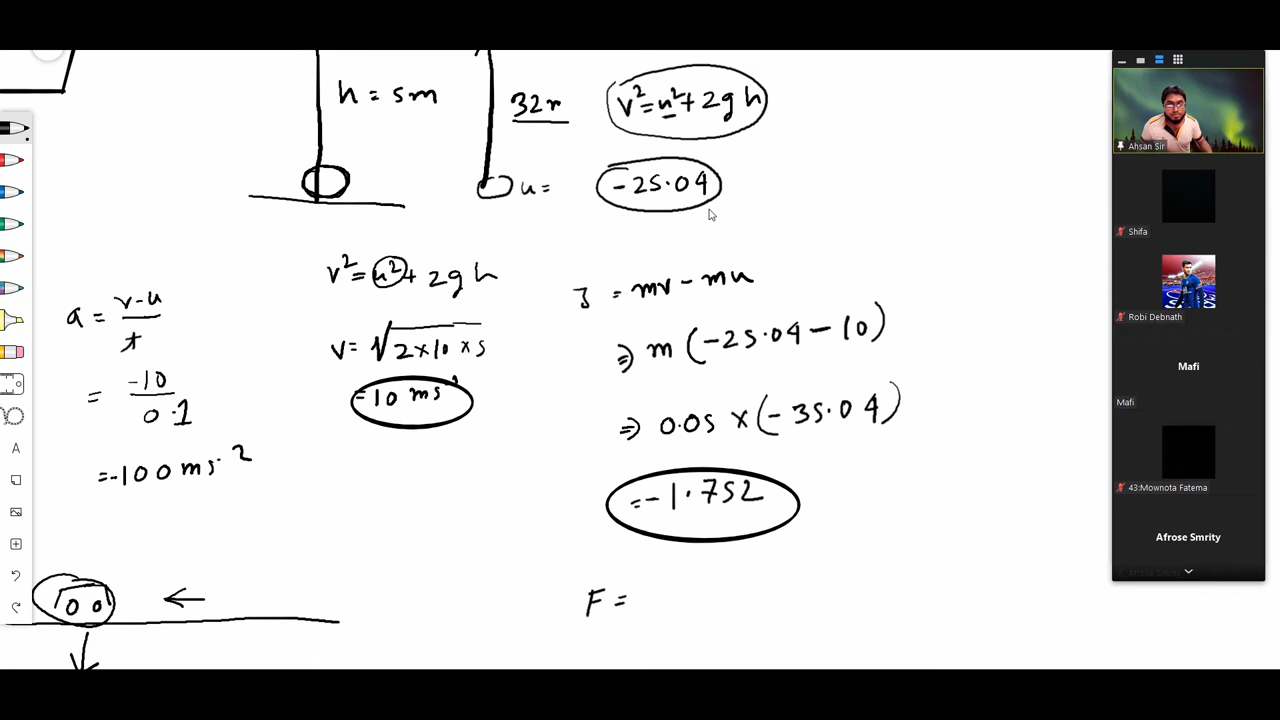 h = 5m
32m
v² = u² + 2gh
u =
-25.04
v² = u² + 2gh
v = √2×10×5
= 10 ms⁻¹
a = v-u / t
= -10 / 0.1
= -100 ms⁻²
J = mv - mu
⇒ m (-25.04 - 10)
⇒ 0.05 × (-35.04)
= -1.752
F =
A
Ahsan Sir
Shifa
Robi Debnath
Mafi
Mafi
43:Mownota Fatema
Afrose Smrity